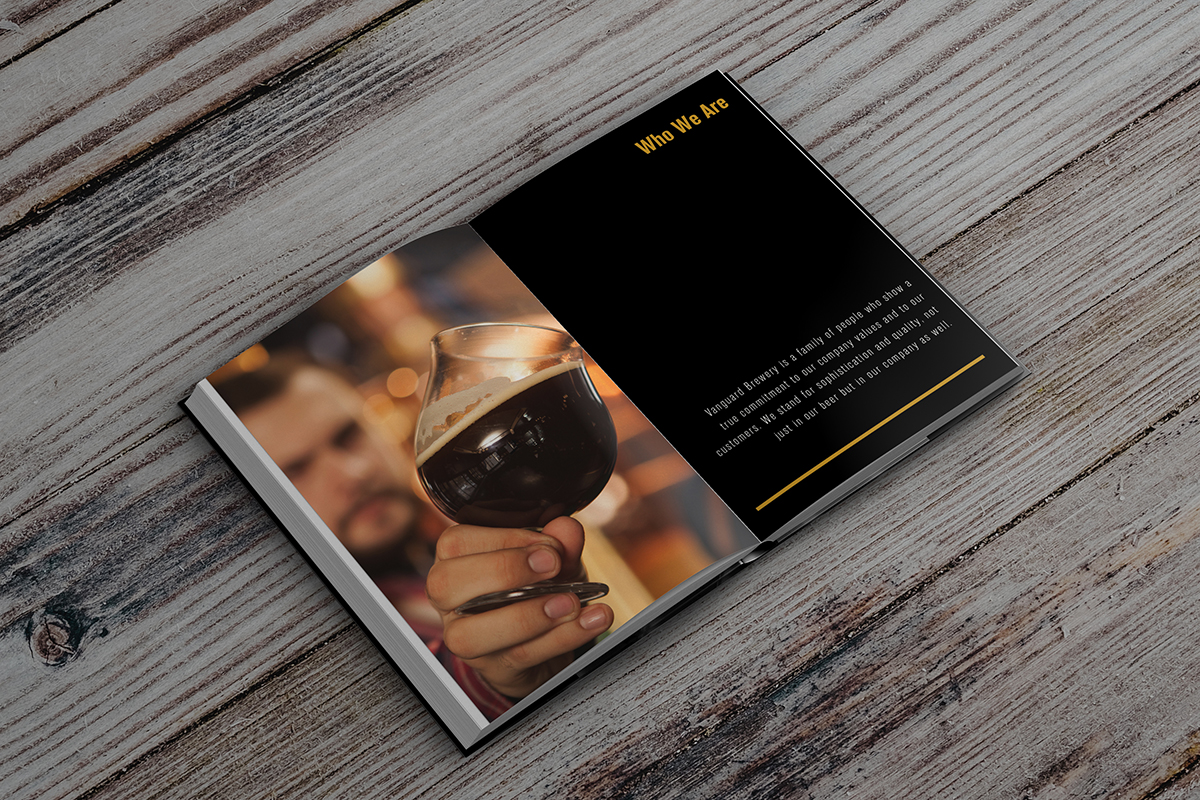 Who We Are
Vanguard Brewery is a family of people who show a
true commitment to our company values and to our
customers. We stand for sophistication and quality, not
just in our beer but in our company as well.